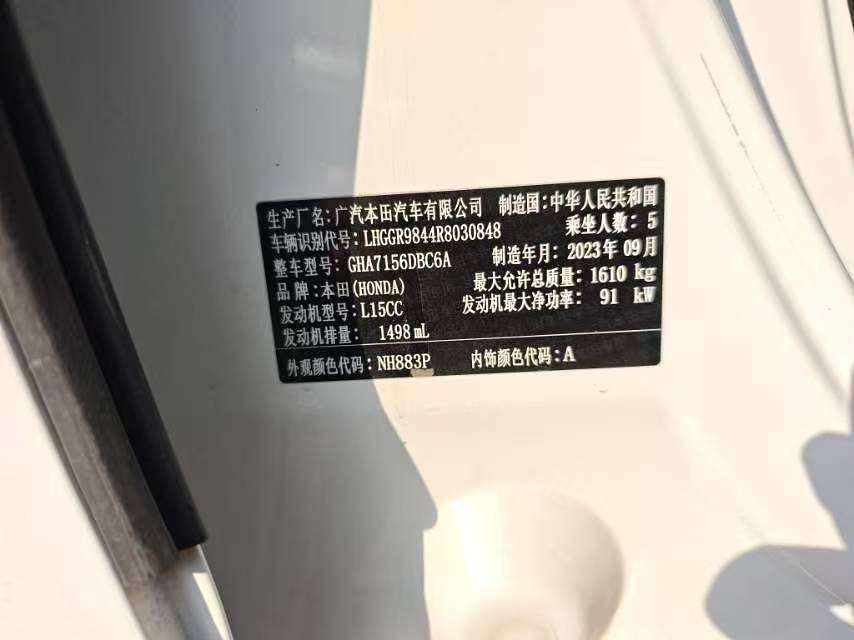 生产厂名：广汽本田汽车有限公司 制造国：中华人民共和国
车辆识别代号：LHGGR9844R8030848 乘坐人数：5
整车型号：GHA7156DBC6A 制造年月：2023年09月
品牌：本田(HONDA) 最大允许总质量：1610 kg
发动机型号：L15CC 发动机最大净功率：91 kW
发动机排量：1498 mL
外观颜色代码：NH883P 内饰颜色代码：A